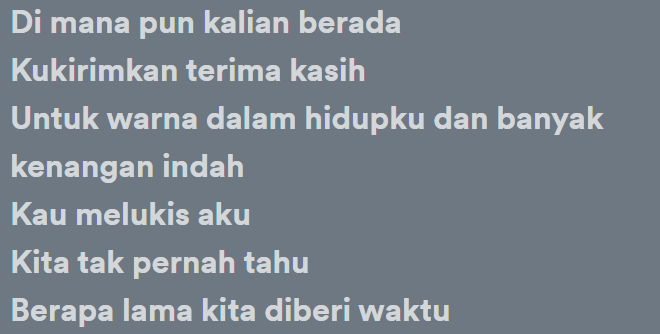 Di mana pun kalian berada
Kukirimkan terima kasih
Untuk warna dalam hidupku dan banyak
kenangan indah
Kau melukis aku
Kita tak pernah tahu
Berapa lama kita diberi waktu